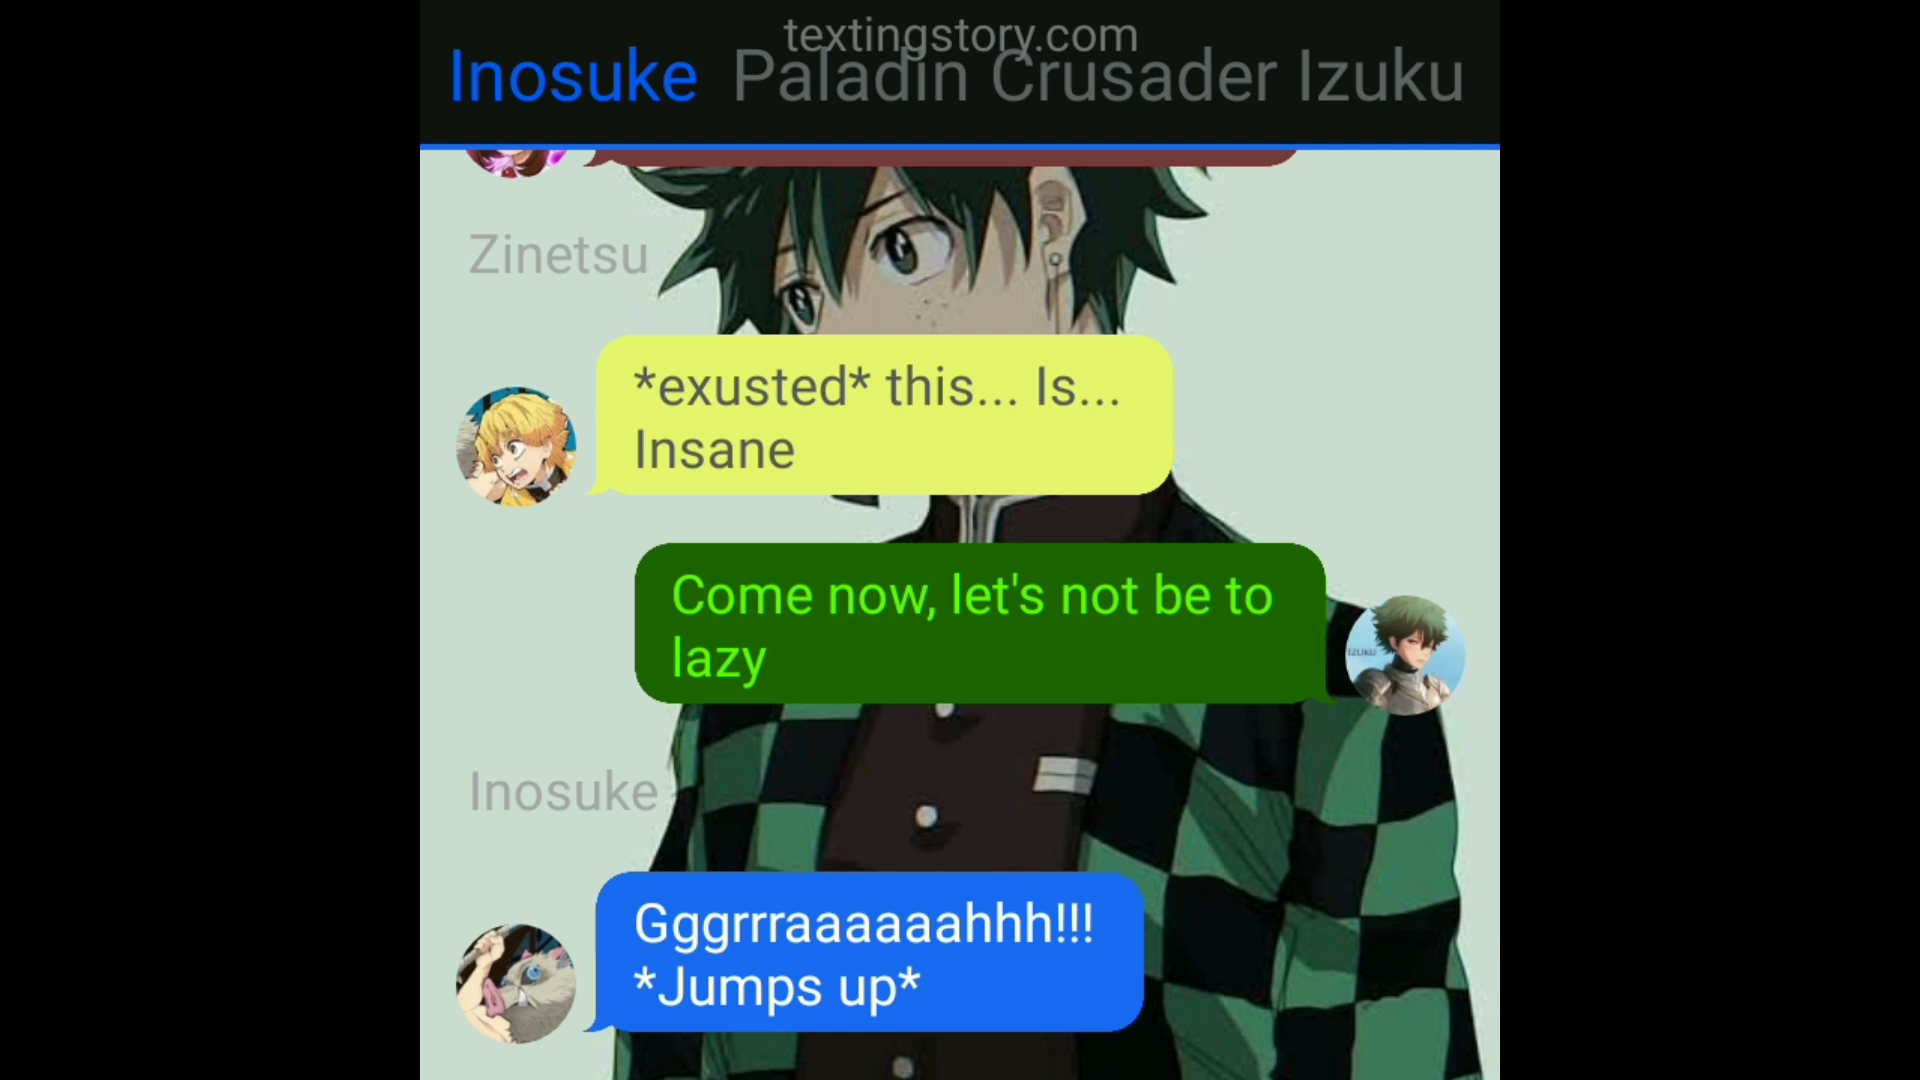 textingstory.com
Inosuke Paladin Crusader Izuku
Zinetsu
*exusted* this... Is...
Insane
Come now, let's not be to
lazy
IZUKU
Inosuke
Gggrrraaaaaahhh!!!
*Jumps up*